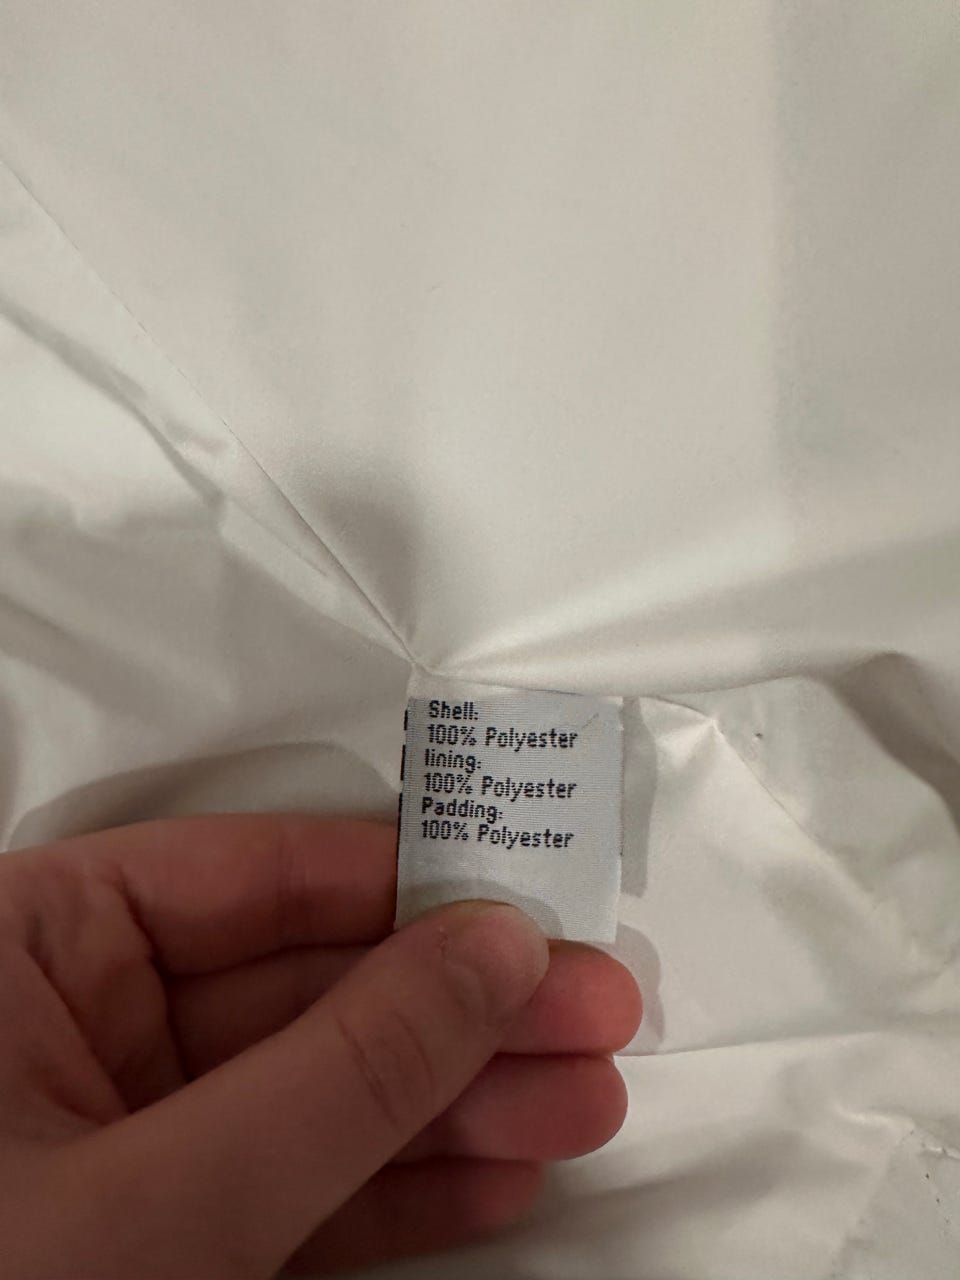 Shell:
100% Polyester
lining:
100% Polyester
Padding:
100% Polyester